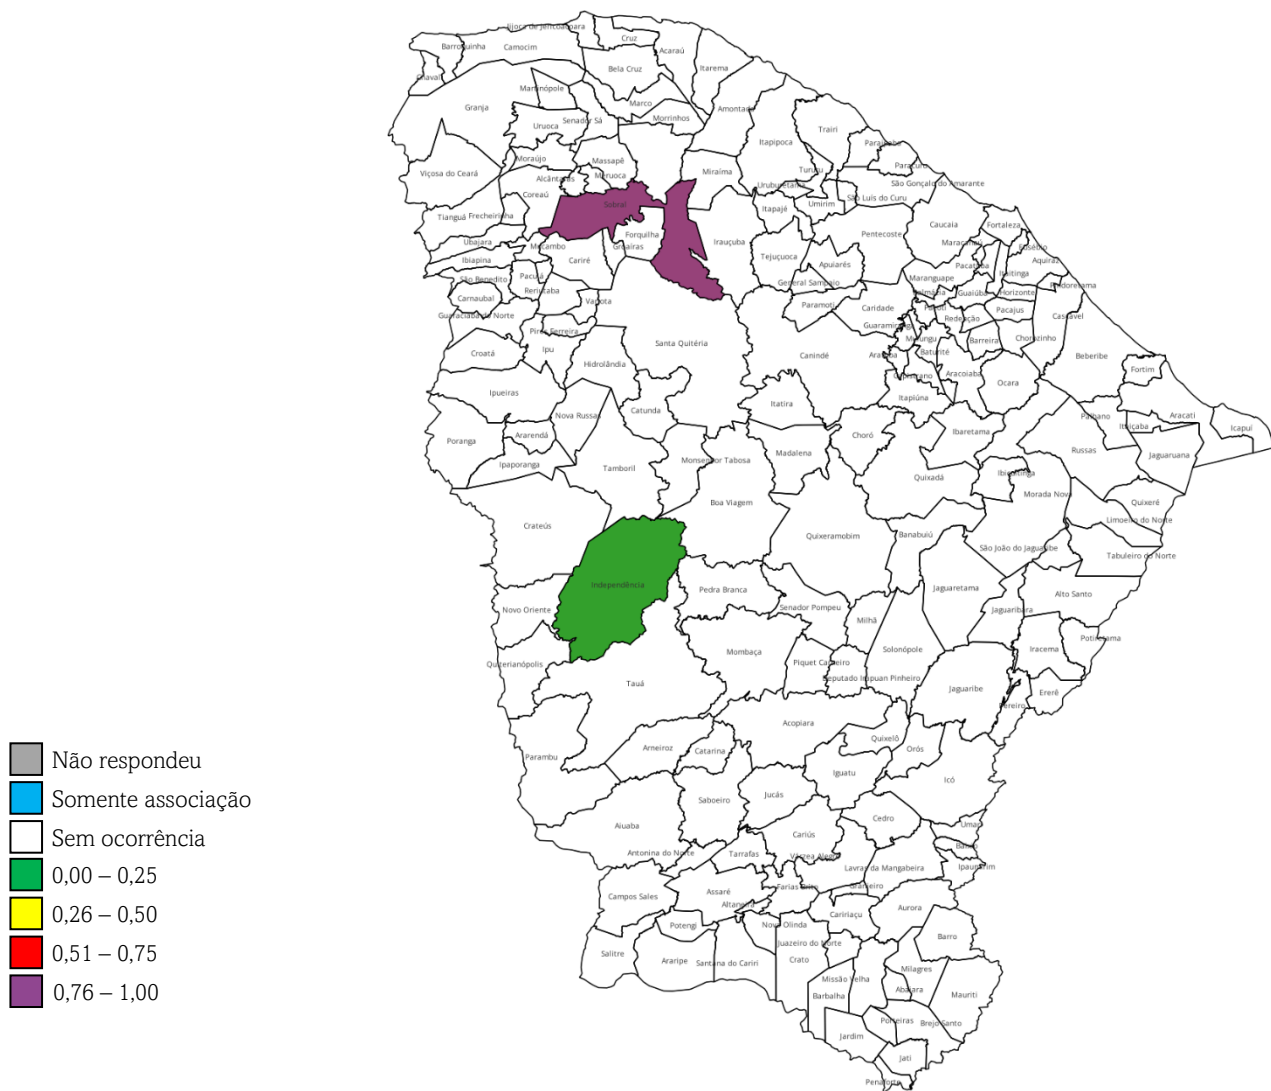 Jijoca de Jericoacoara
Cruz
Barroquinha
Camocim
Acaraú
Chaval
Bela Cruz
Itarema
Martinópole
Marco
Granja
Amontada
Senador Sá
Morrinhos
Uruoca
Trairi
Itapipoca
Paraipaba
Moraújo
Massapê
Paracuru
Viçosa do Ceará
Meruoca
Miraíma
Tururu
Alcântaras
Uruburetama
São Gonçalo do Amarante
Coreaú
São Luis do Curu
Sobral
Umirim
Itapajé
Tianguá
Frecheirinha
Caucaia
Fortaleza
Forquilha
Pentecoste
Ubajara
Mucambo
Groaíras
Irauçuba
Maracanaú
Eusébio
Ibiapina
Cariré
Tejuçuoca
Apuiarés
Pacatuba
Aquiraz
São Benedito
Pacujá
Maranguape
Itaitinga
General Sampaio
Pindoretama
Reriutaba
Palmácia
Guaiúba
Horizonte
Carnaubal
Varjota
Paramoti
Caridade
Pacoti
Pacajus
Guaraciaba do Norte
Redenção
Cascavel
Guaramiranga
Pires Ferreira
Mulungu
Barreira
Chorozinho
Santa Quitéria
Croatá
Ipu
Canindé
Aratuba
Baturité
Beberibe
Hidrolândia
Capistrano
Aracoiaba
Ocara
Fortim
Ipueiras
Itapiúna
Itatira
Catunda
Nova Russas
Palhano
Aracati
Itaiçaba
Icapuí
Ararendá
Choró
Ibaretama
Poranga
Russas
Madalena
Jaguaruana
Ipaporanga
Monsenhor Tabosa
Tamboril
Ibicuitinga
Quixadá
Morada Nova
Boa Viagem
Quixeré
Crateús
Limoeiro do Norte
Quixeramobim
Banabuiú
São João do Jaguaribe
Tabuleiro do Norte
Independência
Pedra Branca
Jaguaretama
Alto Santo
Novo Oriente
Senador Pompeu
Jaguaribara
Milhã
Potiretama
Solonópole
Iracema
Mombaça
Piquet Carneiro
Quiterianópolis
Deputado Irapuan Pinheiro
Tauá
Jaguaribe
Ererê
Pereiro
Acopiara
Quixelô
Arneiroz
Catarina
Orós
Parambu
Iguatu
Icó
Jucás
Saboeiro
Cedro
Aiuaba
Umari
Cariús
Baixio
Antonina do Norte
Tarrafas
Várzea Alegre
Lavras da Mangabeira
Ipaumirim
Campos Sales
Assaré
Farias Brito
Granjeiro
Altaneira
Aurora
Caririaçu
Potengi
Nova Olinda
Barro
Juazeiro do Norte
Salitre
Araripe
Santana do Cariri
Crato
Milagres
Missão Velha
Abaiara
Mauriti
Barbalha
Porteiras
Brejo Santo
Jardim
Jati
Penaforte
Não respondeu
Somente associação
Sem ocorrência
0,00 – 0,25
0,26 – 0,50
0,51 – 0,75
0,76 – 1,00